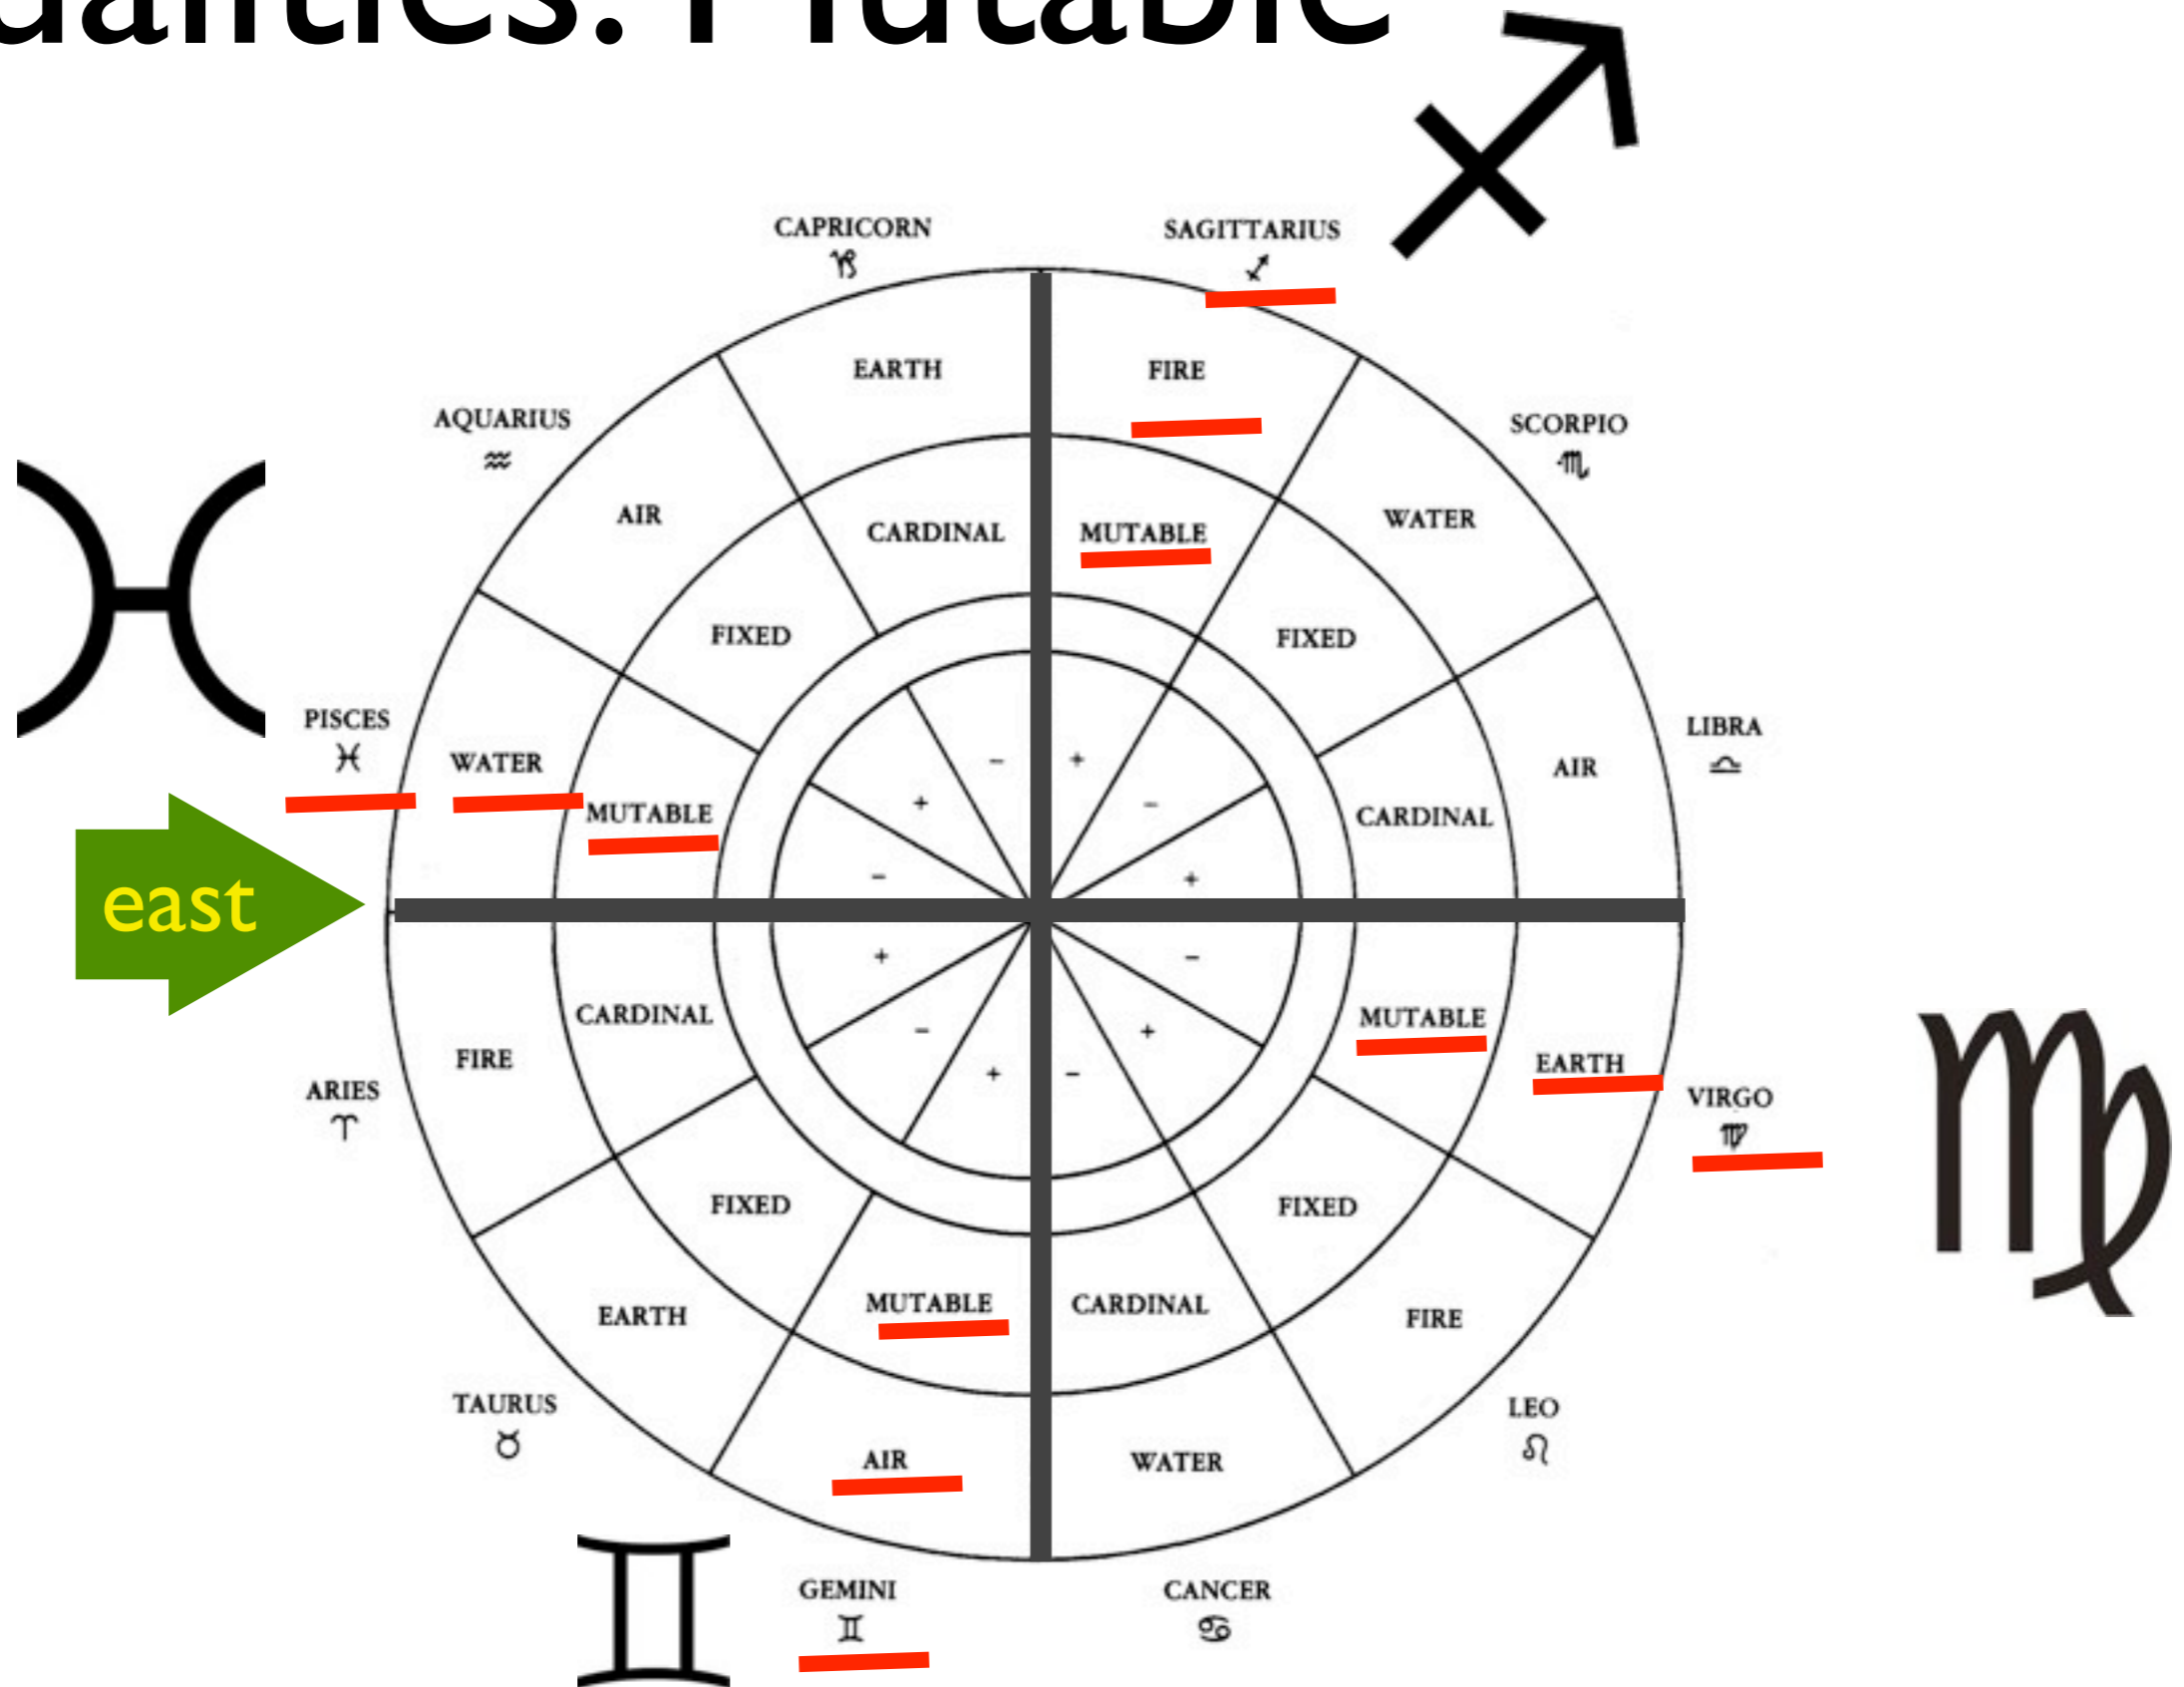 CAPRICORN
SAGITTARIUS
EARTH
FIRE
AQUARIUS
SCORPIO
AIR
CARDINAL
MUTABLE
WATER
FIXED
FIXED
PISCES
LIBRA
WATER
AIR
MUTABLE
CARDINAL
- +
+ -
- +
east
+ -
- +
+ -
CARDINAL
MUTABLE
FIRE
EARTH
ARIES
VIRGO
FIXED
FIXED
MUTABLE
CARDINAL
EARTH
FIRE
TAURUS
LEO
AIR
WATER
GEMINI
CANCER